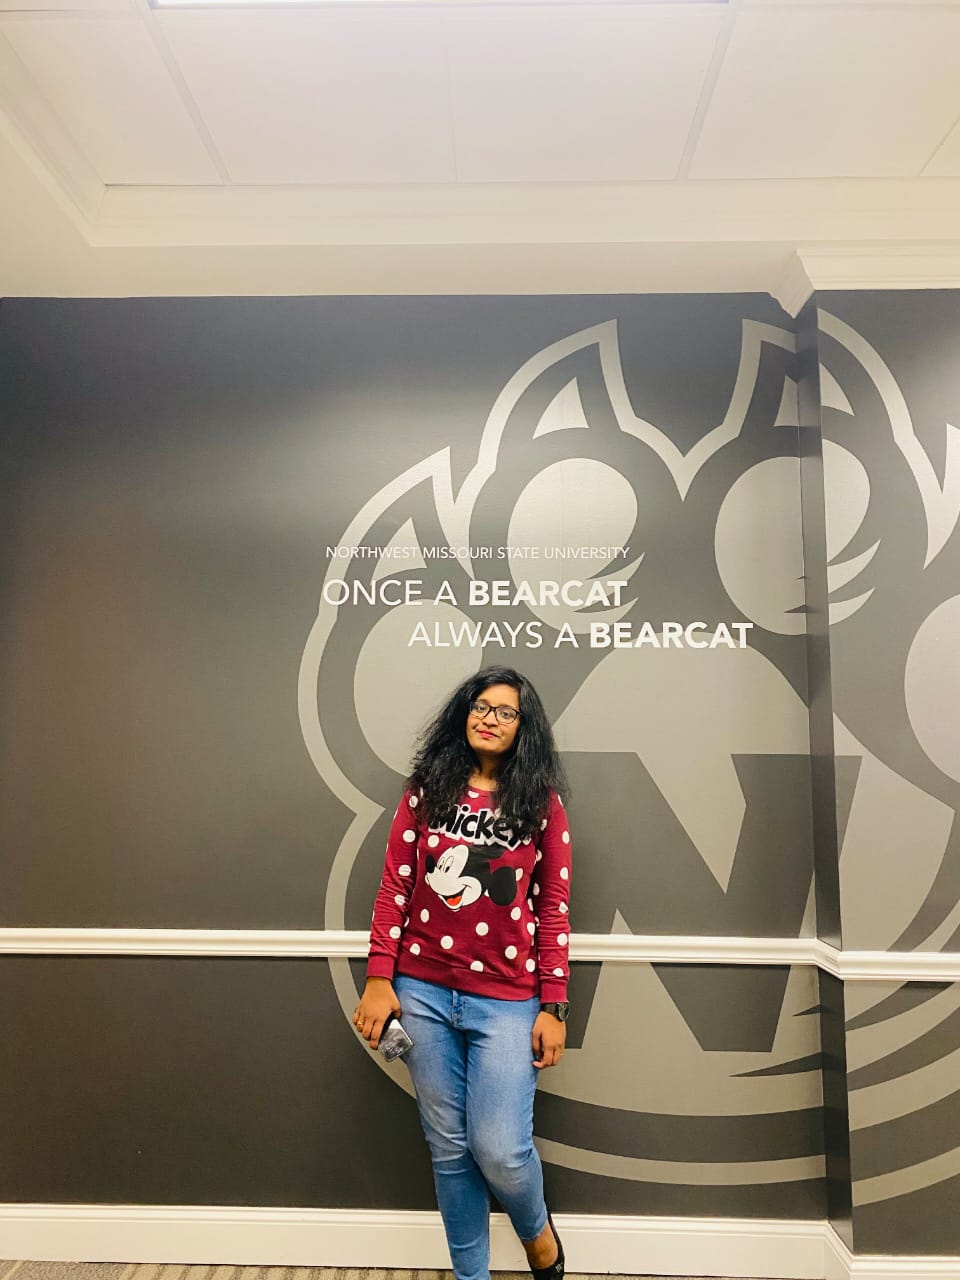 NORTHWEST MISSOURI STATE UNIVERSITY
ONCE A BEARCAT
ALWAYS A BEARCAT
N
Mickey